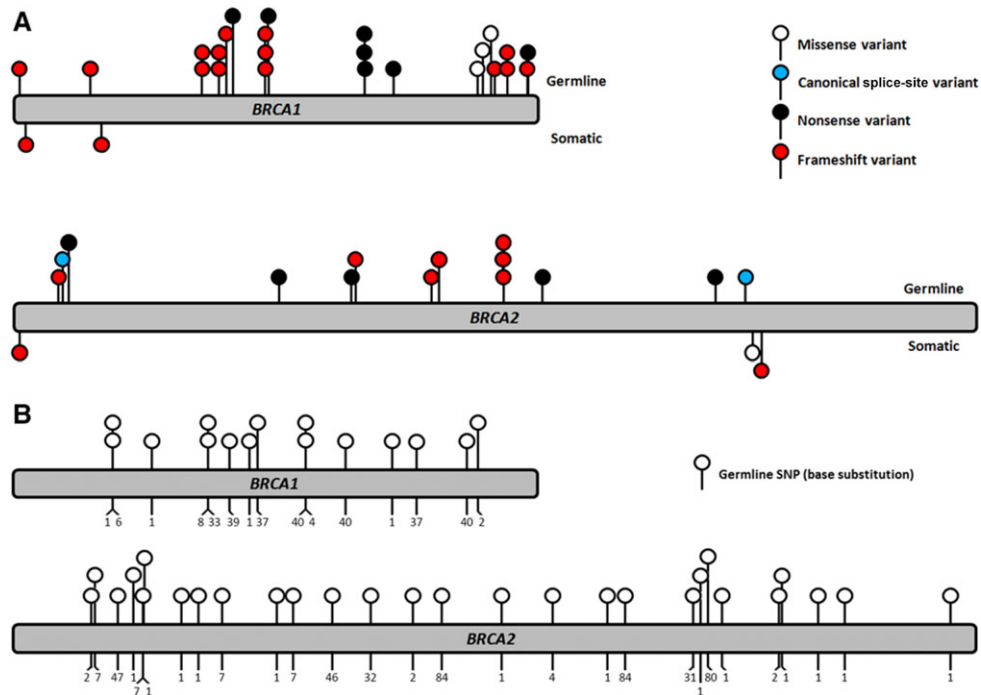 A
Germline
BRCA1
Somatic
Missense variant
Canonical splice-site variant
Nonsense variant
Frameshift variant
Germline
BRCA2
Somatic
B
BRCA1
1 6 1 8 33 39 1 37 40 4 40 1 37 40 2
Germline SNP (base substitution)
BRCA2
2 7 47 1 1 1 7 1 7 46 32 2 84 1 4 1 84 31 80 1 2 1 1 1 1
7 1 1